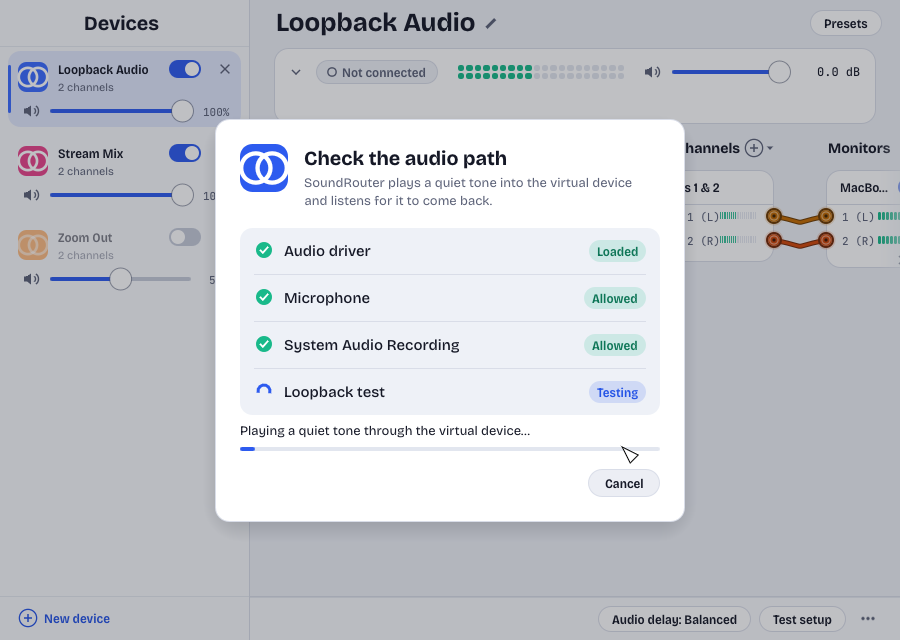 Devices
Loopback Audio
2 channels
100%
Stream Mix
2 channels
Zoom Out
2 channels
New device
Loopback Audio
Presets
Not connected
0.0 dB
Monitors
1 & 2
1 (L)
2 (R)
MacBo...
1 (L)
2 (R)
Check the audio path
SoundRouter plays a quiet tone into the virtual device
and listens for it to come back.
Audio driver
Loaded
Microphone
Allowed
System Audio Recording
Allowed
Loopback test
Testing
Playing a quiet tone through the virtual device...
Cancel
Audio delay: Balanced
Test setup